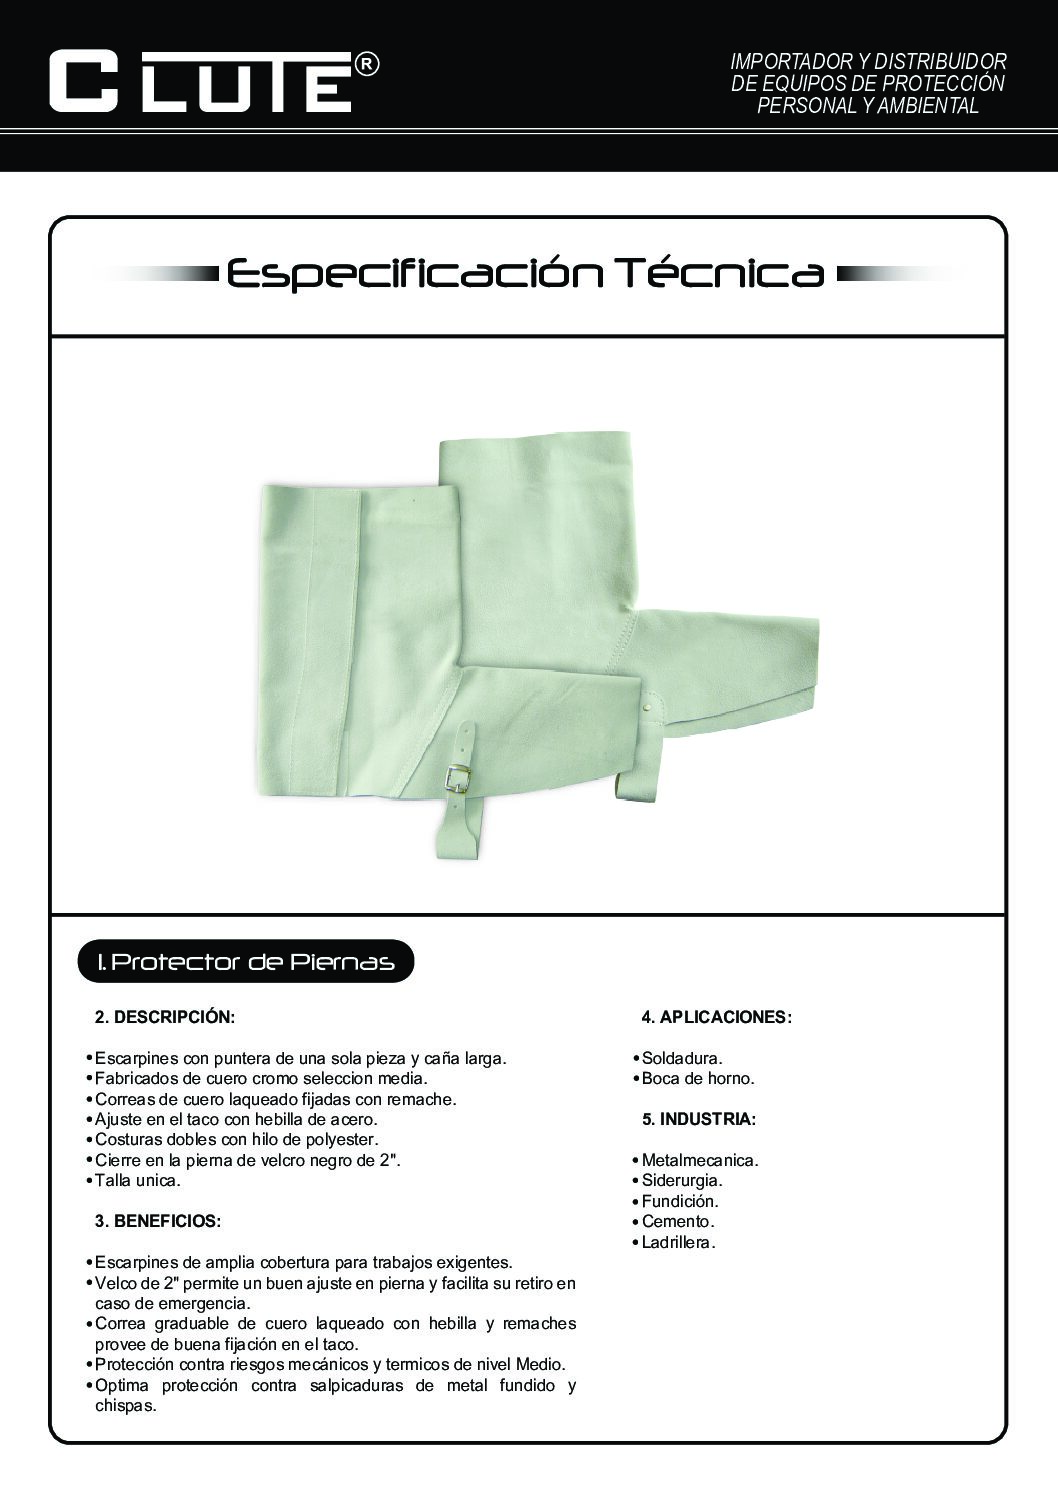 CLUTE®
IMPORTADOR Y DISTRIBUIDOR
DE EQUIPOS DE PROTECCIÓN
PERSONAL Y AMBIENTAL
Especificación Técnica
1. Protector de Piernas
2. DESCRIPCIÓN:
•Escarpines con puntera de una sola pieza y caña larga.
•Fabricados de cuero cromo seleccion media.
•Correas de cuero laqueado fijadas con remache.
•Ajuste en el taco con hebilla de acero.
•Costuras dobles con hilo de polyester.
•Cierre en la pierna de velcro negro de 2".
•Talla unica.
3. BENEFICIOS:
•Escarpines de amplia cobertura para trabajos exigentes.
•Velco de 2" permite un buen ajuste en pierna y facilita su retiro en
caso de emergencia.
•Correa graduable de cuero laqueado con hebilla y remaches
provee de buena fijación en el taco.
•Protección contra riesgos mecánicos y termicos de nivel Medio.
•Optima protección contra salpicaduras de metal fundido y
chispas.
4. APLICACIONES:
•Soldadura.
•Boca de horno.
5. INDUSTRIA:
•Metalmecanica.
•Siderurgia.
•Fundición.
•Cemento.
•Ladrillera.